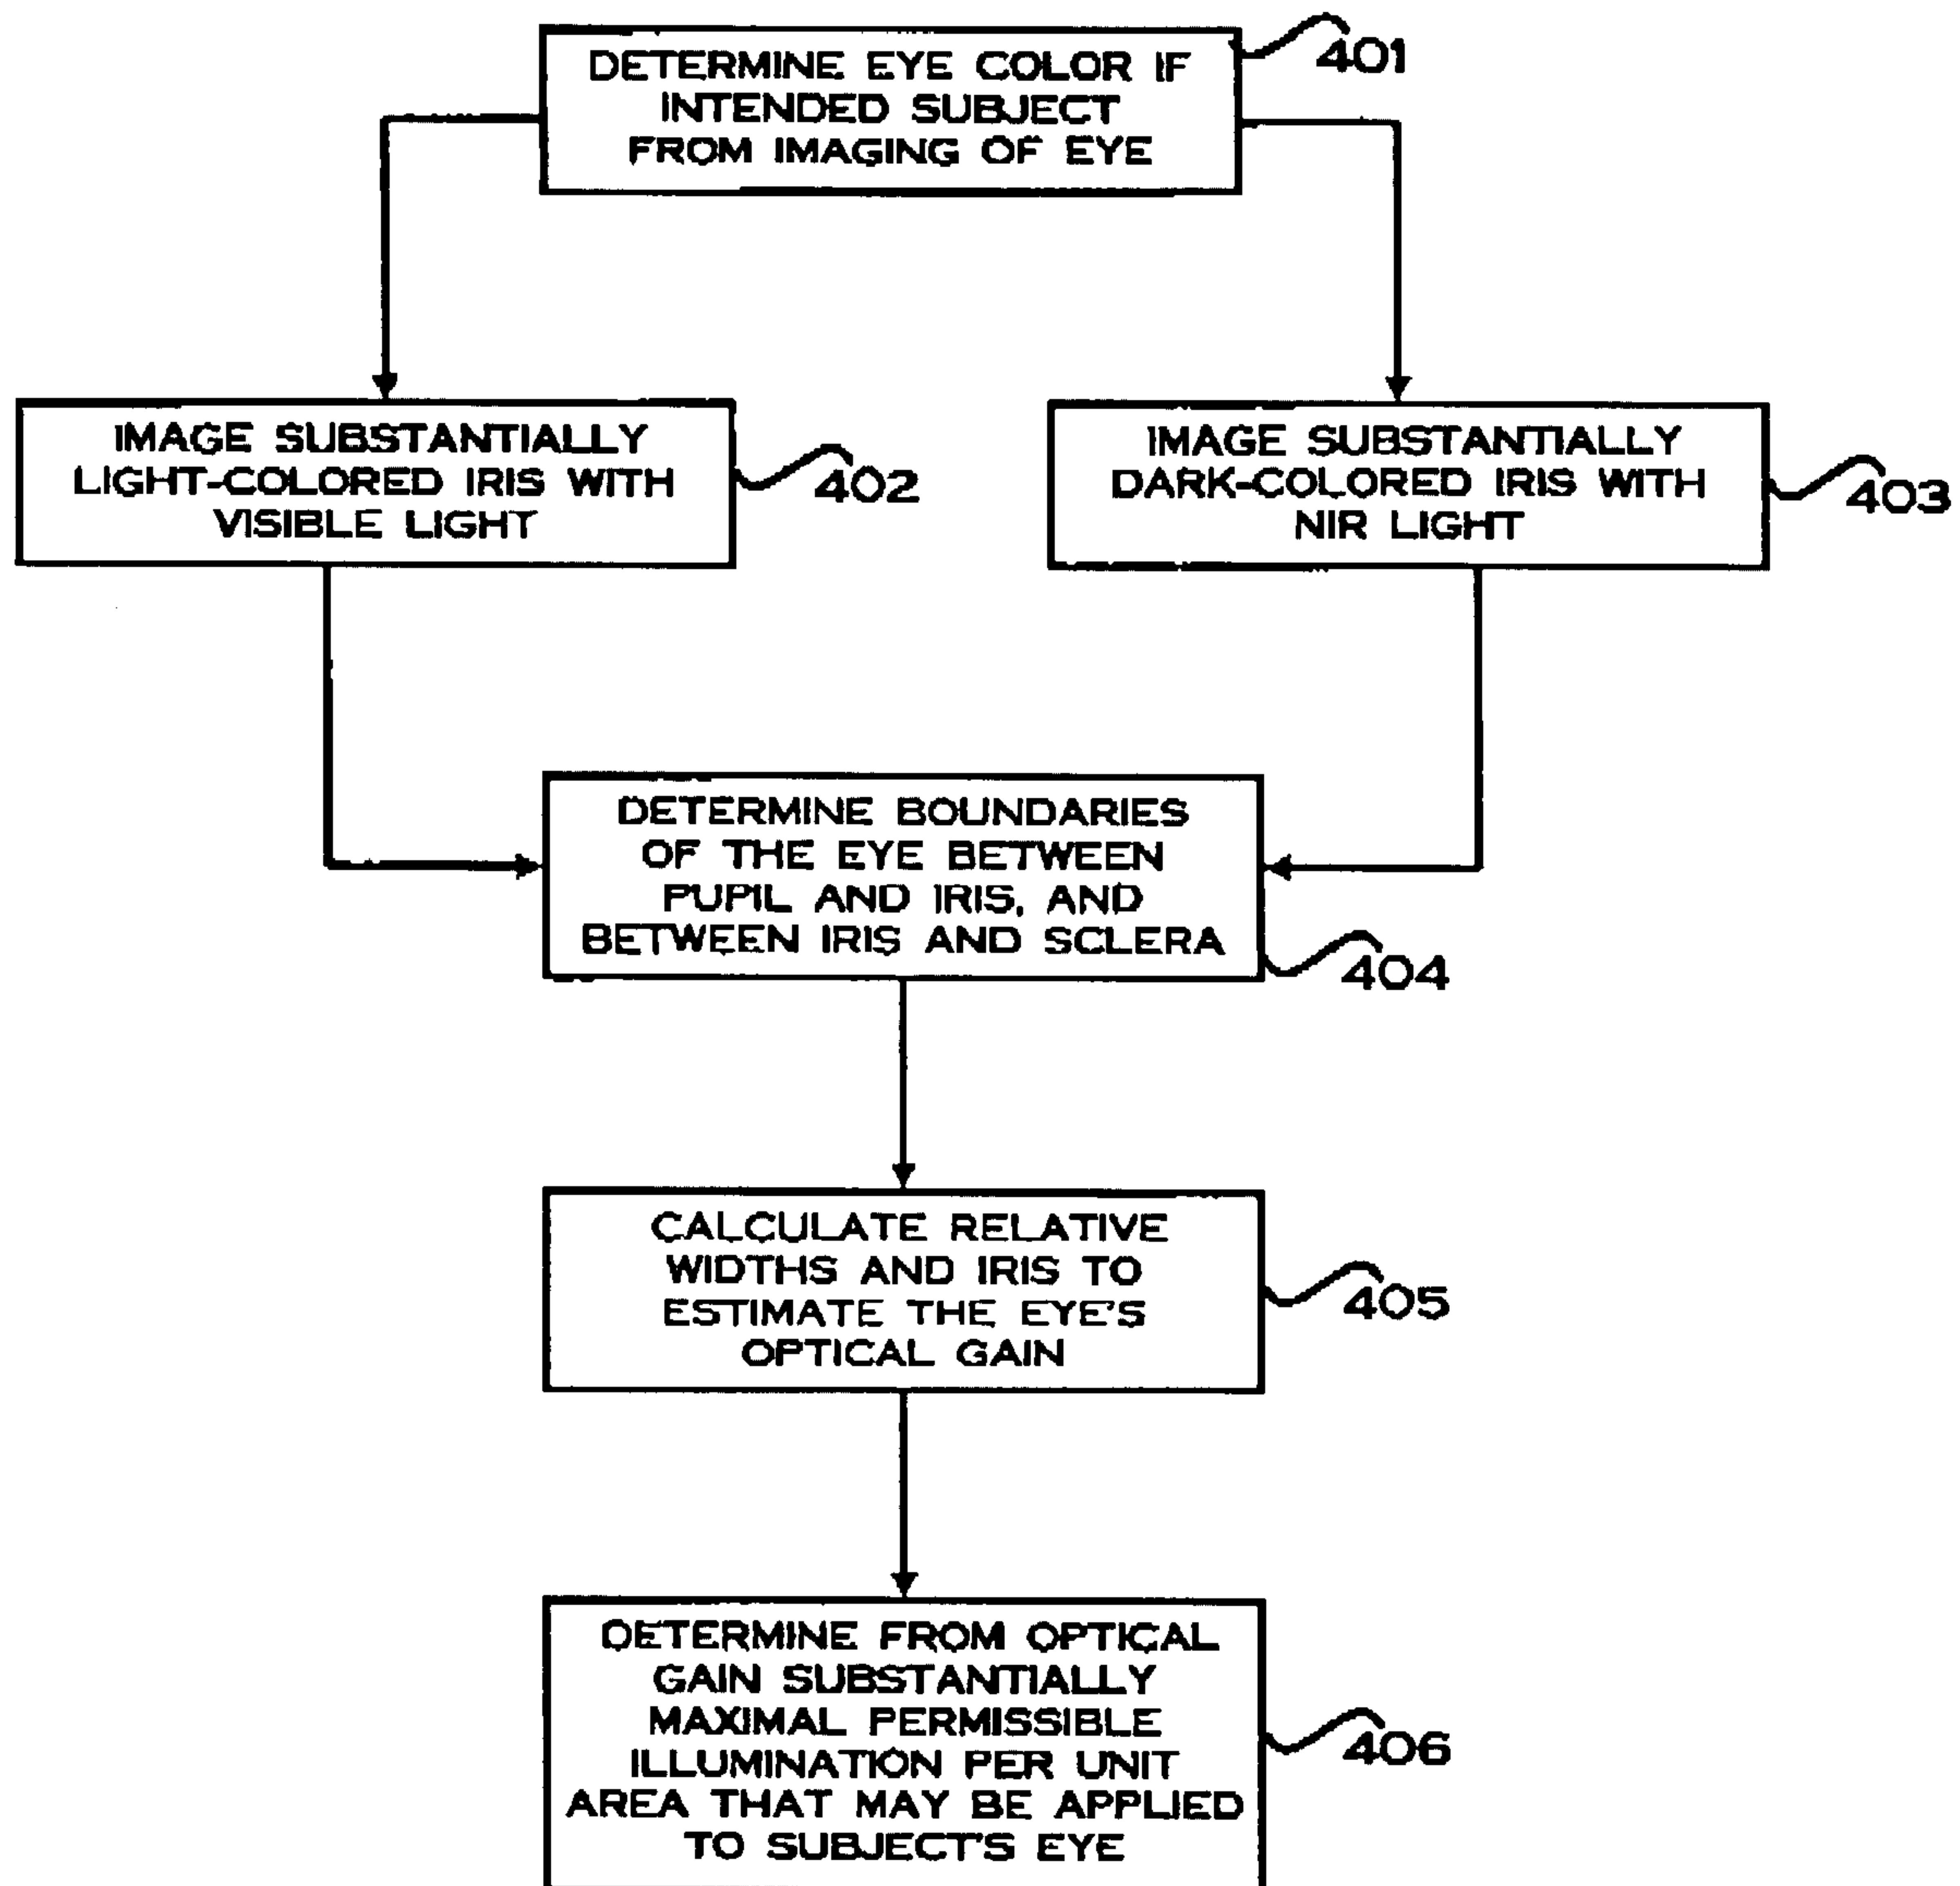 DETERMINE EYE COLOR IF
INTENDED SUBJECT
FROM IMAGING OF EYE
401
IMAGE SUBSTANTIALLY
LIGHT-COLORED IRIS WITH
VISIBLE LIGHT
402
IMAGE SUBSTANTIALLY
DARK-COLORED IRIS WITH
NIR LIGHT
403
DETERMINE BOUNDARIES
OF THE EYE BETWEEN
PUPIL AND IRIS, AND
BETWEEN IRIS AND SCLERA
404
CALCULATE RELATIVE
WIDTHS AND IRIS TO
ESTIMATE THE EYE'S
OPTICAL GAIN
405
DETERMINE FROM OPTICAL
GAIN SUBSTANTIALLY
MAXIMAL PERMISSIBLE
ILLUMINATION PER UNIT
AREA THAT MAY BE APPLIED
TO SUBJECT'S EYE
406